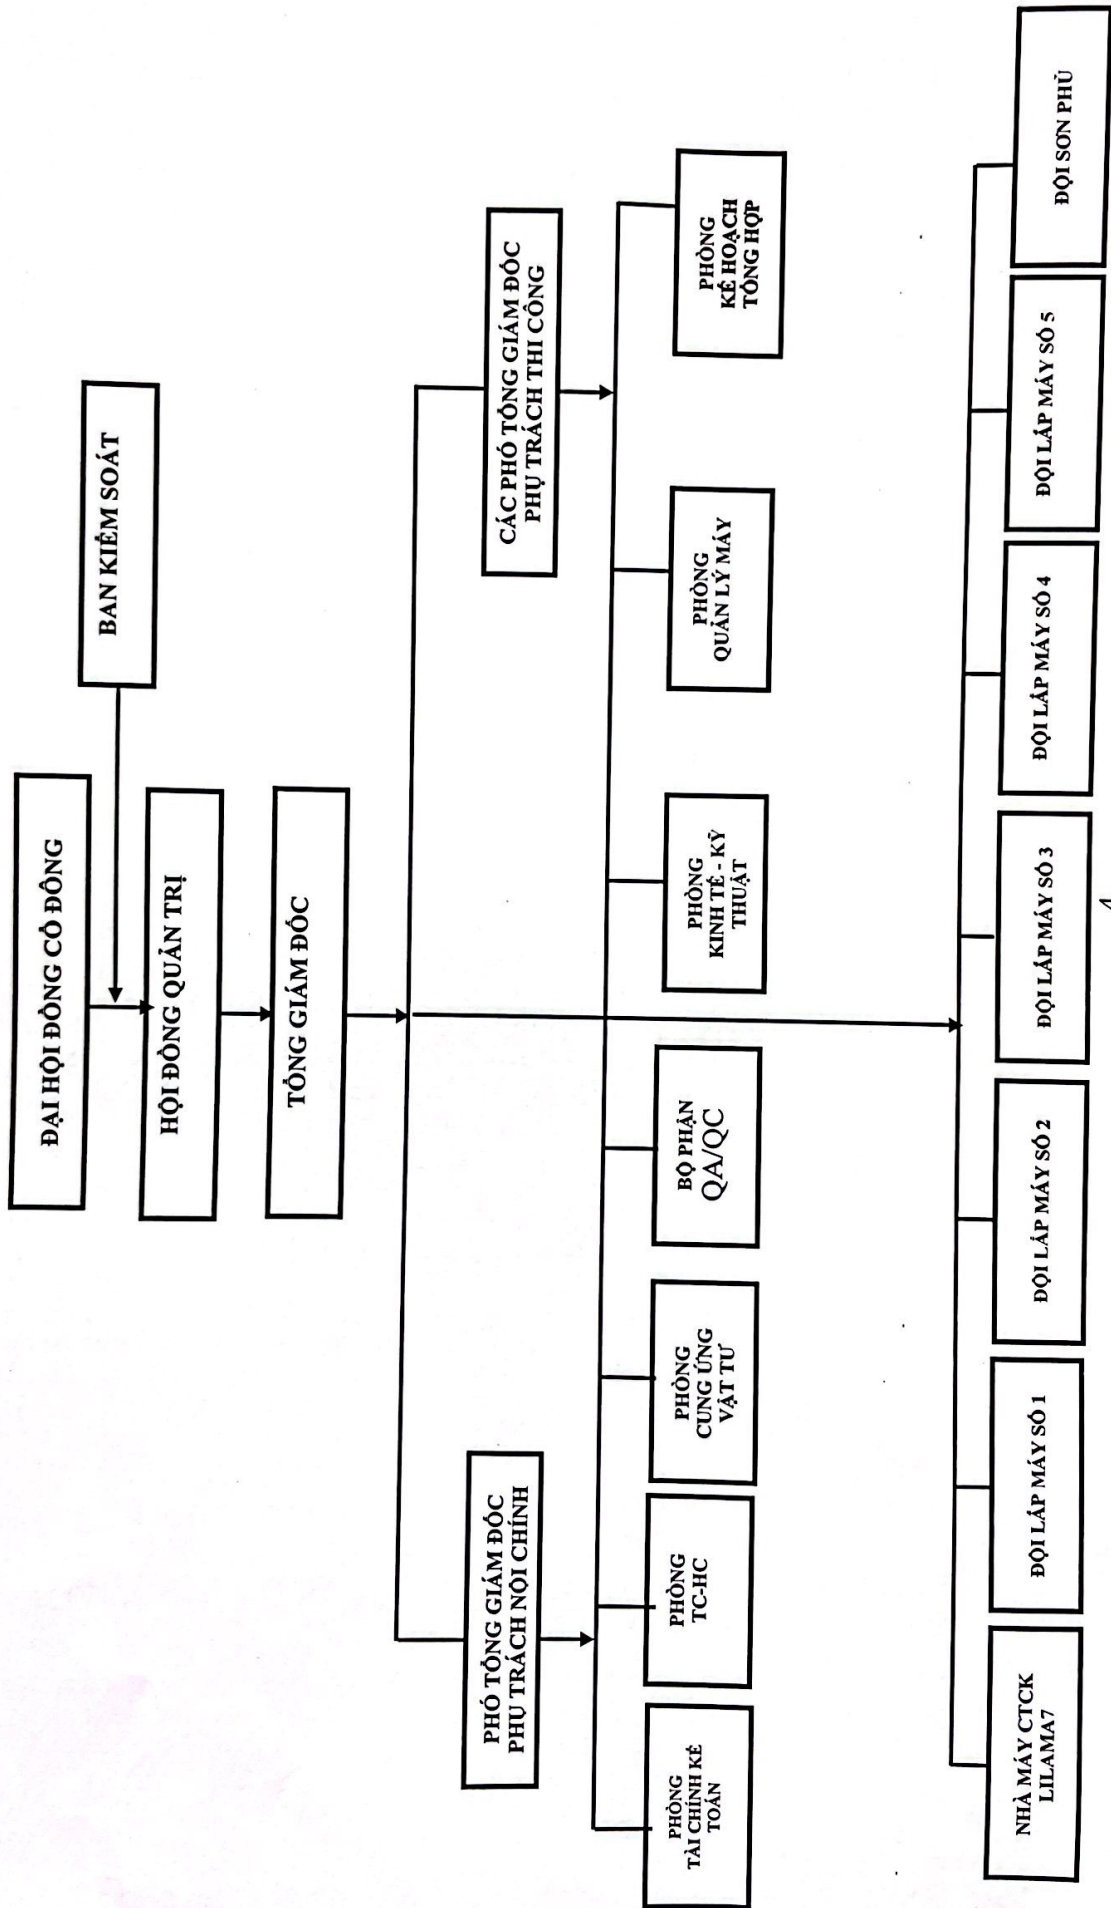 ĐẠI HỘI ĐỒNG CỔ ĐÔNG
BAN KIỂM SOÁT
HỘI ĐỒNG QUẢN TRỊ
TỔNG GIÁM ĐỐC
PHÓ TỔNG GIÁM ĐỐC
PHỤ TRÁCH NỘI CHÍNH
CÁC PHÓ TỔNG GIÁM ĐỐC
PHỤ TRÁCH THI CÔNG
PHÒNG
TÀI CHÍNH KẾ
TOÁN
PHÒNG
TC-HC
PHÒNG
CUNG ỨNG
VẬT TƯ
BỘ PHẬN
QA/QC
PHÒNG
KINH TẾ - KỸ
THUẬT
PHÒNG
QUẢN LÝ MÁY
PHÒNG
KẾ HOẠCH
TỔNG HỢP
NHÀ MÁY CTCK
LILAMA7
ĐỘI LẮP MÁY SỐ 1
ĐỘI LẮP MÁY SỐ 2
ĐỘI LẮP MÁY SỐ 3
ĐỘI LẮP MÁY SỐ 4
ĐỘI LẮP MÁY SỐ 5
ĐỘI SƠN PHỦ
4